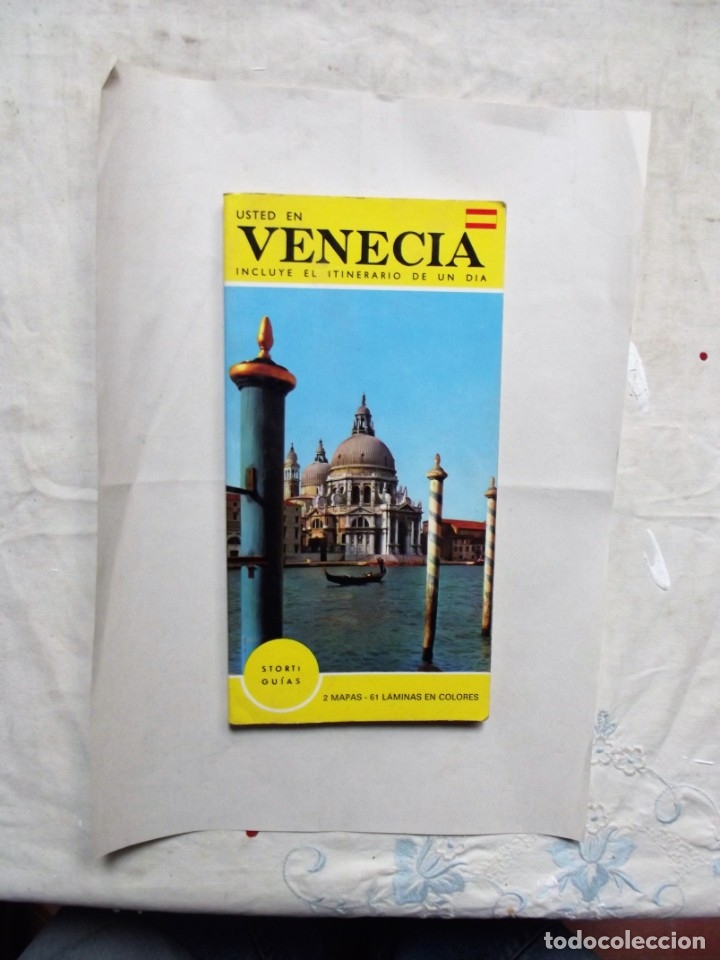 USTED EN
VENECIA
INCLUYE EL ITINERARIO DE UN DIA
STORTI
GUÍAS
2 MAPAS - 61 LÁMINAS EN COLORES
todocoleccion